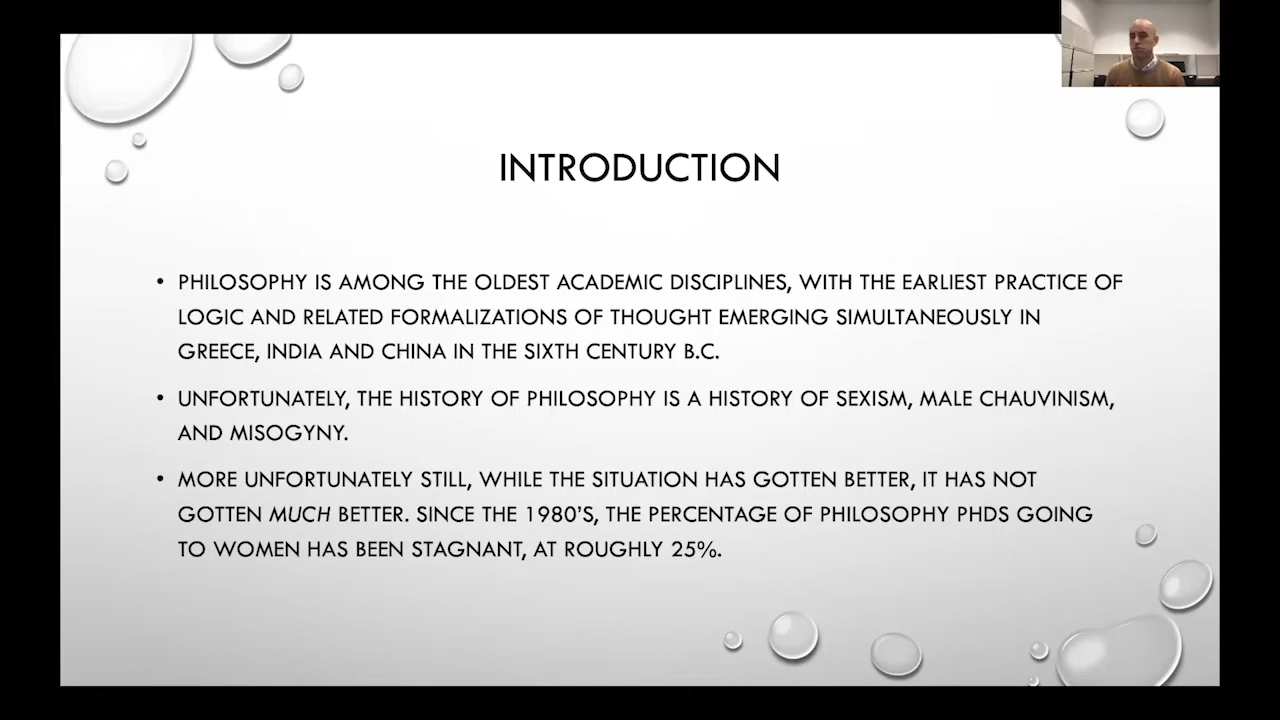 INTRODUCTION
• PHILOSOPHY IS AMONG THE OLDEST ACADEMIC DISCIPLINES, WITH THE EARLIEST PRACTICE OF
LOGIC AND RELATED FORMALIZATIONS OF THOUGHT EMERGING SIMULTANEOUSLY IN
GREECE, INDIA AND CHINA IN THE SIXTH CENTURY B.C.
• UNFORTUNATELY, THE HISTORY OF PHILOSOPHY IS A HISTORY OF SEXISM, MALE CHAUVINISM,
AND MISOGYNY.
• MORE UNFORTUNATELY STILL, WHILE THE SITUATION HAS GOTTEN BETTER, IT HAS NOT
GOTTEN MUCH BETTER. SINCE THE 1980'S, THE PERCENTAGE OF PHILOSOPHY PHDS GOING
TO WOMEN HAS BEEN STAGNANT, AT ROUGHLY 25%.